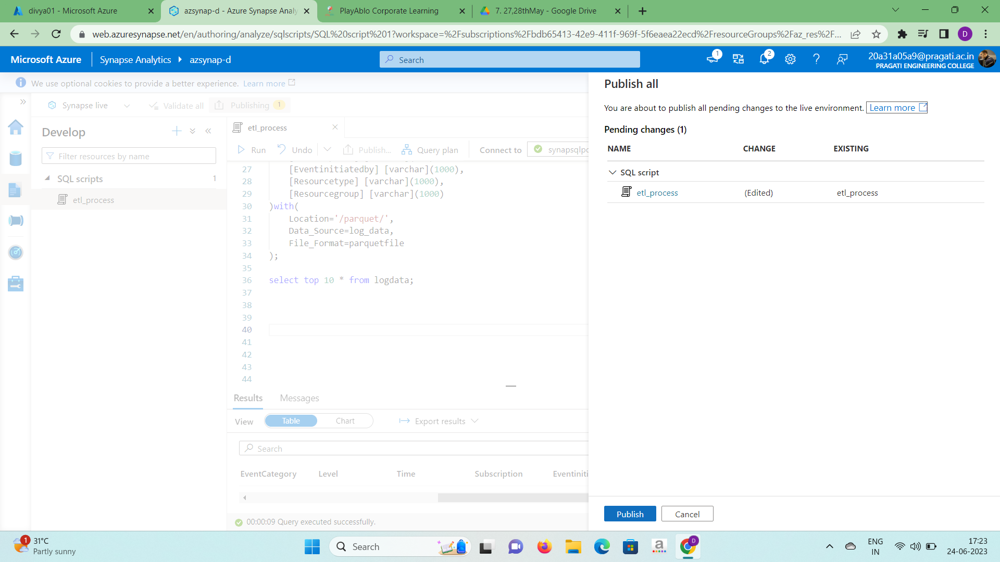 divya01 - Microsoft Azure
azsynap-d - Azure Synapse Analy
PlayAblo Corporate Learning
7. 27,28thMay - Google Drive
web.azuresynapse.net/en/authoring/analyze/sqlscripts/SQL%20script%201?workspace=%2Fsubscriptions%2Fbdb65413-42e9-411f-969f-5f6eaea22ecd%2FresourceGroups%2Faz_res%2F...
D
Microsoft Azure
Synapse Analytics
azsynap-d
Search
1
2
20a31a05a9@pragati.ac.in
PRAGATI ENGINEERING COLLEGE
We use optional cookies to provide a better experience. Learn more
Synapse live
Validate all
Publishing 1
Develop
Filter resources by name
SQL scripts 1
etl_process
etl_process
Run
Undo
Publish...
Query plan
Connect to
synapsqlpo
27 [Eventinitiatedby] [varchar](1000),
28 [Resourcetype] [varchar](1000),
29 [Resourcegroup] [varchar](1000)
30 )with(
31 Location='/parquet/',
32 Data_Source=log_data,
33 File_Format=parquetfile
34 );
35
36 select top 10 * from logdata;
37
38
39
40
41
42
43
44
Results
Messages
View
Table
Chart
Export results
Search
EventCategory Level Time Subscription Eventiniti
00:00:09 Query executed successfully.
Publish all
You are about to publish all pending changes to the live environment. Learn more
Pending changes (1)
NAME CHANGE EXISTING
SQL script
etl_process (Edited) etl_process
Publish
Cancel
1
31°C
Partly sunny
Search
a
D
ENG
IN
17:23
24-06-2023